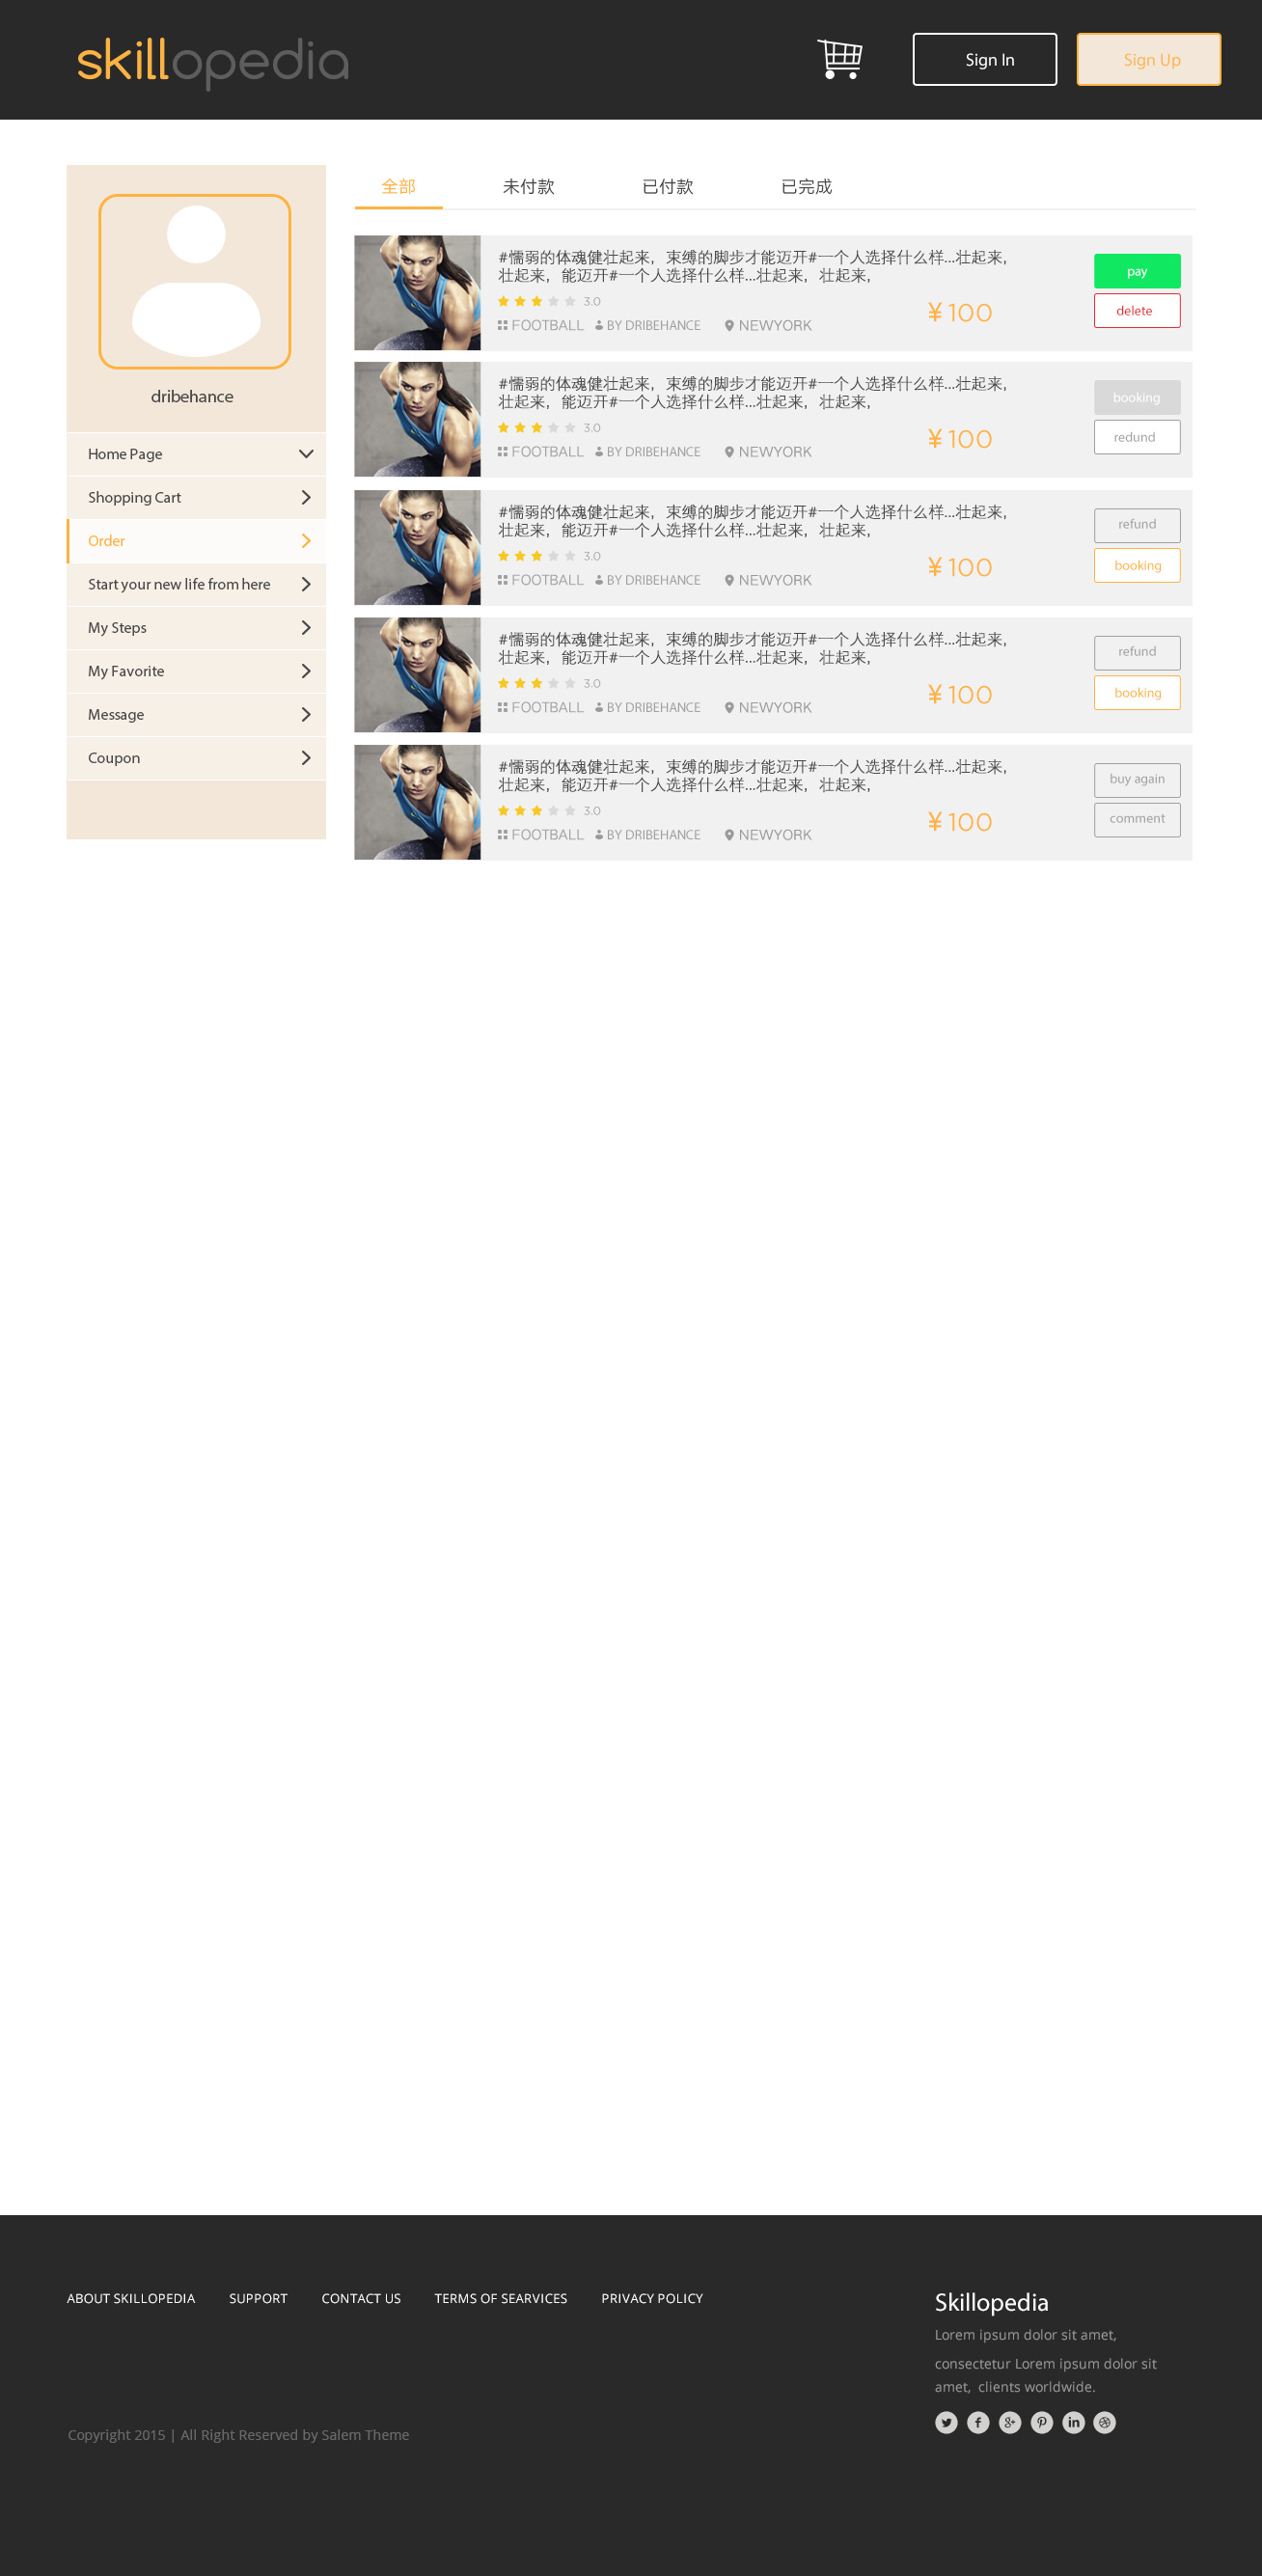 skillopedia
Sign In
Sign Up
全部
未付款
已付款
已完成
dribehance
Home Page
Shopping Cart
Order
Start your new life from here
My Steps
My Favorite
Message
Coupon
#懦弱的体魂健壮起来，束缚的脚步才能迈开#一个人选择什么样...壮起来，
壮起来，能迈开#一个人选择什么样...壮起来，壮起来，
3.0
FOOTBALL BY DRIBEHANCE NEWYORK
¥ 100
pay
delete
#懦弱的体魂健壮起来，束缚的脚步才能迈开#一个人选择什么样...壮起来，
壮起来，能迈开#一个人选择什么样...壮起来，壮起来，
3.0
FOOTBALL BY DRIBEHANCE NEWYORK
¥ 100
booking
redund
#懦弱的体魂健壮起来，束缚的脚步才能迈开#一个人选择什么样...壮起来，
壮起来，能迈开#一个人选择什么样...壮起来，壮起来，
3.0
FOOTBALL BY DRIBEHANCE NEWYORK
¥ 100
refund
booking
#懦弱的体魂健壮起来，束缚的脚步才能迈开#一个人选择什么样...壮起来，
壮起来，能迈开#一个人选择什么样...壮起来，壮起来，
3.0
FOOTBALL BY DRIBEHANCE NEWYORK
¥ 100
refund
booking
#懦弱的体魂健壮起来，束缚的脚步才能迈开#一个人选择什么样...壮起来，
壮起来，能迈开#一个人选择什么样...壮起来，壮起来，
3.0
FOOTBALL BY DRIBEHANCE NEWYORK
¥ 100
buy again
comment
ABOUT SKILLOPEDIA SUPPORT CONTACT US TERMS OF SEARVICES PRIVACY POLICY
Skillopedia
Lorem ipsum dolor sit amet,
consectetur Lorem ipsum dolor sit
amet, clients worldwide.
Copyright 2015 | All Right Reserved by Salem Theme